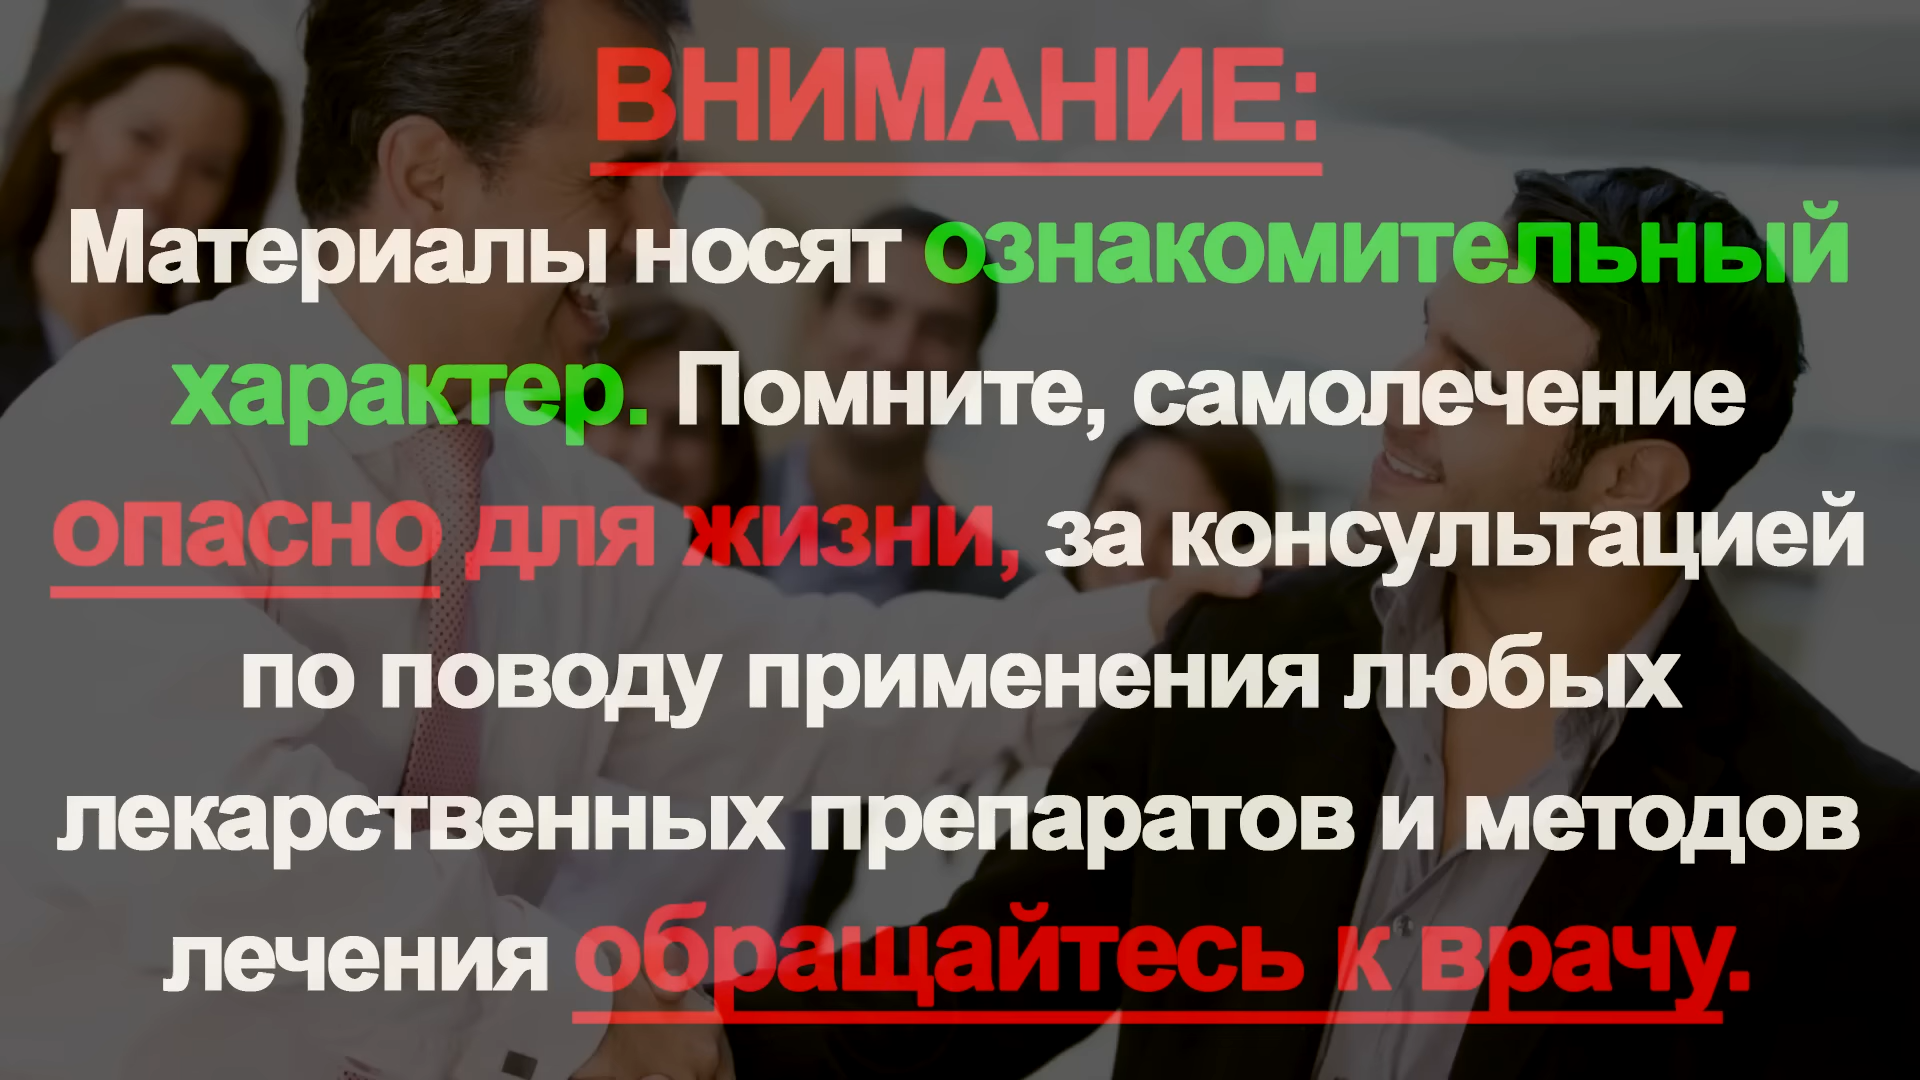 ВНИМАНИЕ:
Материалы носят ознакомительный
характер. Помните, самолечение
опасно для жизни, за консультацией
по поводу применения любых
лекарственных препаратов и методов
лечения обращайтесь к врачу.